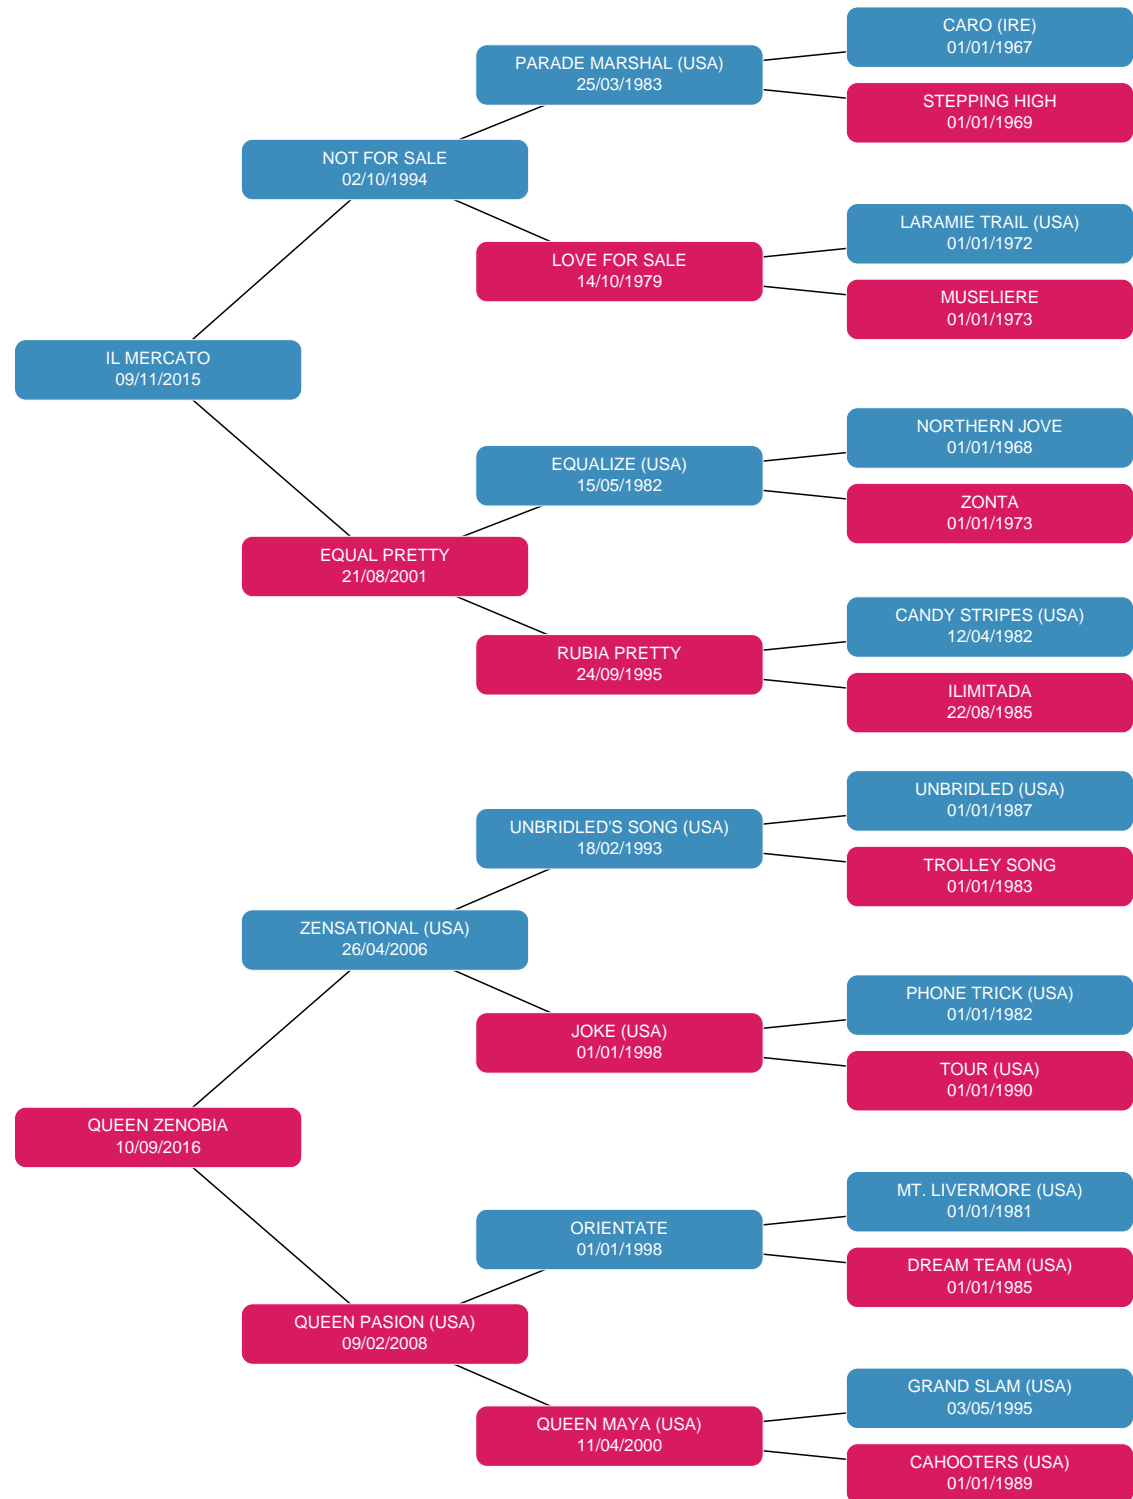 CARO (IRE)
01/01/1967
PARADE MARSHAL (USA)
25/03/1983
STEPPING HIGH
01/01/1969
NOT FOR SALE
02/10/1994
LARAMIE TRAIL (USA)
01/01/1972
LOVE FOR SALE
14/10/1979
MUSELIERE
01/01/1973
IL MERCATO
09/11/2015
NORTHERN JOVE
01/01/1968
EQUALIZE (USA)
15/05/1982
ZONTA
01/01/1973
EQUAL PRETTY
21/08/2001
CANDY STRIPES (USA)
12/04/1982
RUBIA PRETTY
24/09/1995
ILIMITADA
22/08/1985
UNBRIDLED (USA)
01/01/1987
UNBRIDLED'S SONG (USA)
18/02/1993
TROLLEY SONG
01/01/1983
ZENSATIONAL (USA)
26/04/2006
PHONE TRICK (USA)
01/01/1982
JOKE (USA)
01/01/1998
TOUR (USA)
01/01/1990
QUEEN ZENOBIA
10/09/2016
MT. LIVERMORE (USA)
01/01/1981
ORIENTATE
01/01/1998
DREAM TEAM (USA)
01/01/1985
QUEEN PASION (USA)
09/02/2008
GRAND SLAM (USA)
03/05/1995
QUEEN MAYA (USA)
11/04/2000
CAHOOTERS (USA)
01/01/1989